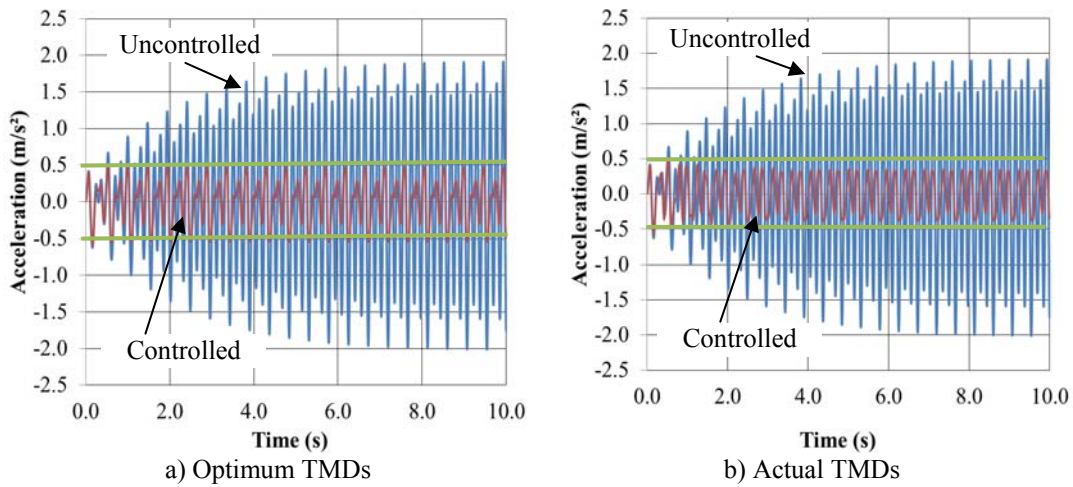 2.5
2.0
1.5
1.0
0.5
0.0
-0.5
-1.0
-1.5
-2.0
-2.5
Acceleration (m/s²)
Uncontrolled
Controlled
0.0 2.0 4.0 6.0 8.0 10.0
Time (s)
a) Optimum TMDs
2.5
2.0
1.5
1.0
0.5
0.0
-0.5
-1.0
-1.5
-2.0
-2.5
Acceleration (m/s²)
Uncontrolled
Controlled
0.0 2.0 4.0 6.0 8.0 10.0
Time (s)
b) Actual TMDs